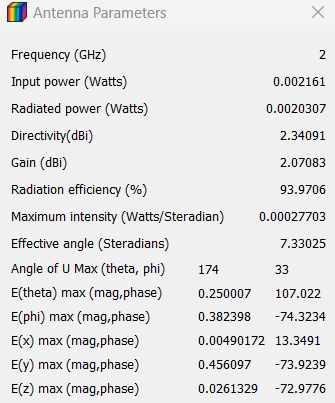 Antenna Parameters
Frequency (GHz) 2
Input power (Watts) 0.002161
Radiated power (Watts) 0.0020307
Directivity(dBi) 2.34091
Gain (dBi) 2.07083
Radiation efficiency (%) 93.9706
Maximum intensity (Watts/Steradian) 0.00027703
Effective angle (Steradians) 7.33025
Angle of U Max (theta, phi) 174 33
E(theta) max (mag,phase) 0.250007 107.022
E(phi) max (mag,phase) 0.382398 -74.3234
E(x) max (mag,phase) 0.00490172 13.3491
E(y) max (mag,phase) 0.456097 -73.9239
E(z) max (mag,phase) 0.0261329 -72.9776